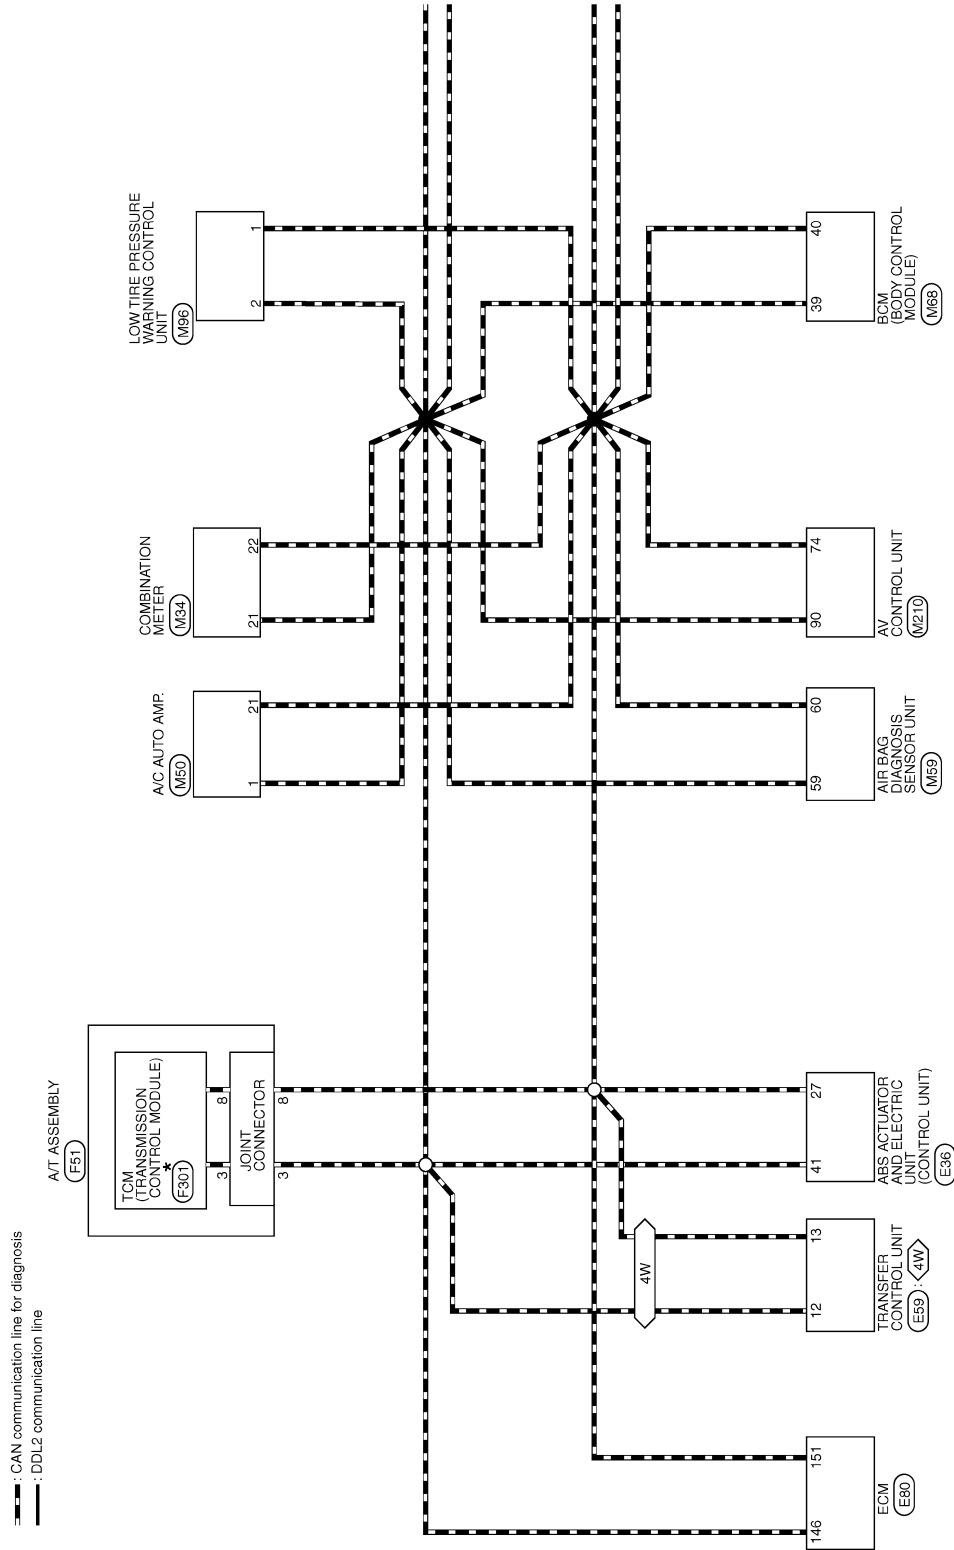 : CAN communication line for diagnosis
: DDL2 communication line
A/T ASSEMBLY
F51
TCM
(TRANSMISSION
CONTROL MODULE)
*
F301
3
8
JOINT
CONNECTOR
3
8
A/C AUTO AMP.
M50
1
21
COMBINATION
METER
M34
21
22
LOW TIRE PRESSURE
WARNING CONTROL
UNIT
M96
2
1
4W
146
151
ECM
E80
12
13
TRANSFER
CONTROL UNIT
E59 : 4W
41
27
ABS ACTUATOR
AND ELECTRIC
UNIT
(CONTROL UNIT)
E36
59
60
AIR BAG
DIAGNOSIS
SENSOR UNIT
M59
90
74
AV
CONTROL UNIT
M210
39
40
BCM
(BODY CONTROL
MODULE)
M68